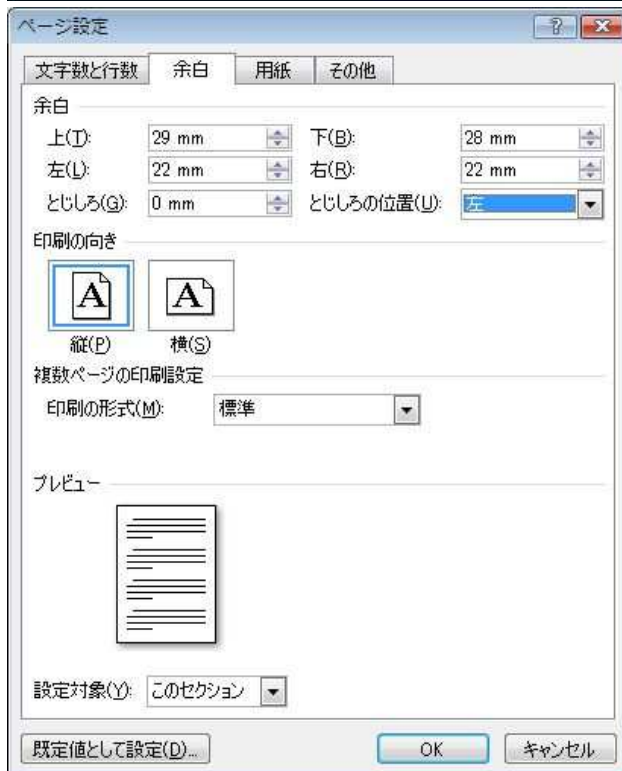 ページ設定
文字数と行数 余白 用紙 その他
余白
上(T): 29 mm 下(B): 28 mm
左(L): 22 mm 右(R): 22 mm
とじしろ(G): 0 mm とじしろの位置(U): 左
印刷の向き
A A
縦(P) 横(S)
複数ページの印刷設定
印刷の形式(M): 標準
プレビュー
設定対象(Y): このセクション
既定値として設定(D)... OK キャンセル